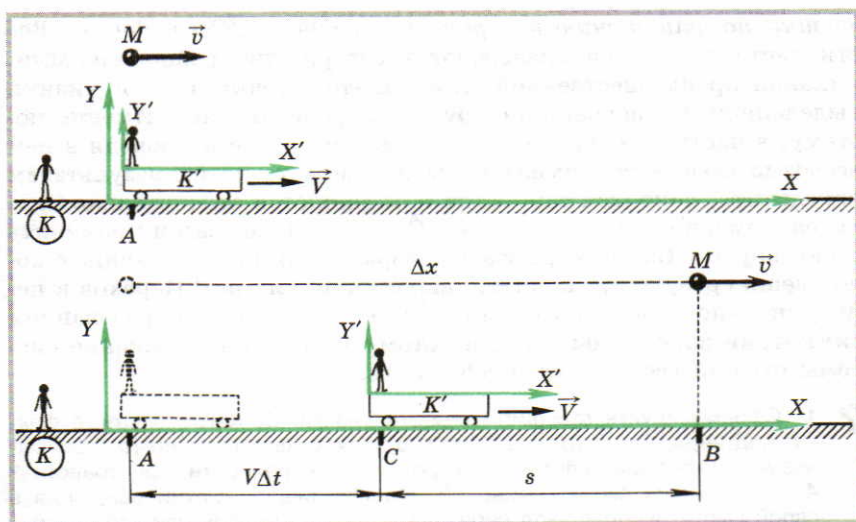 M v⃗
Y
Y′
X′
K′ V⃗
X
K
A
Δx M v⃗
Y Y′
X′
K′ V⃗
X
K
A C B
VΔt s